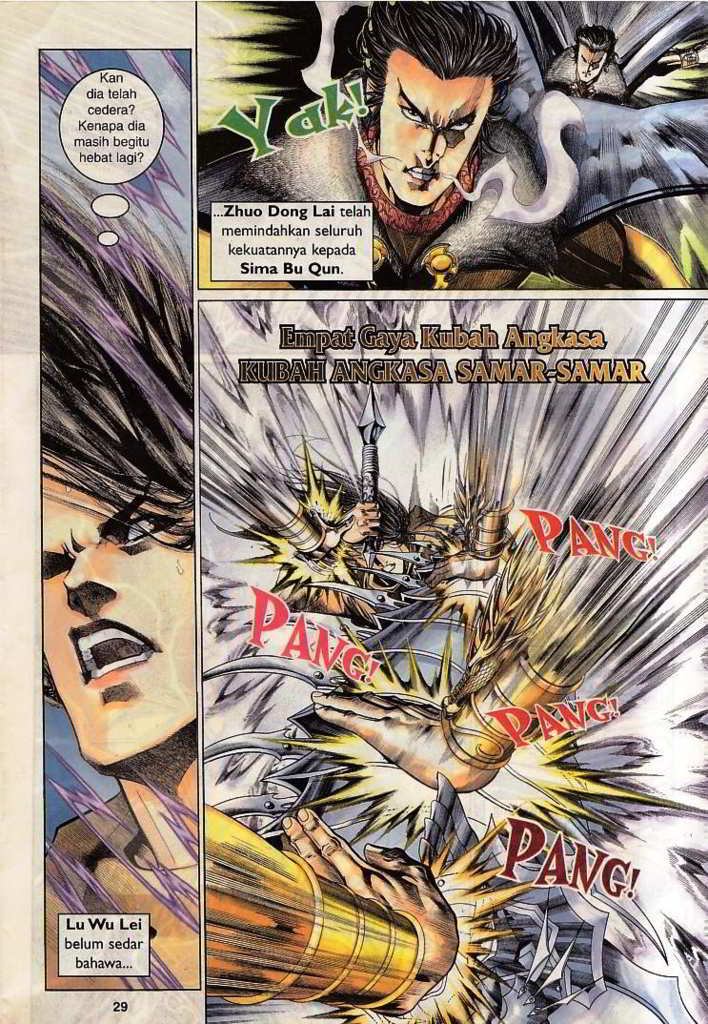 Kan
dia telah
cedera?
Kenapa dia
masih begitu
hebat lagi?
Lu Wu Lei
belum sedar
bahawa...
Yak!
...Zhuo Dong Lai telah
memindahkan seluruh
kekuatannya kepada
Sima Bu Qun.
Empat Gaya Kubah Angkasa
KUBAH ANGKASA SAMAR-SAMAR
PANG!
PANG!
PANG!
PANG!
29